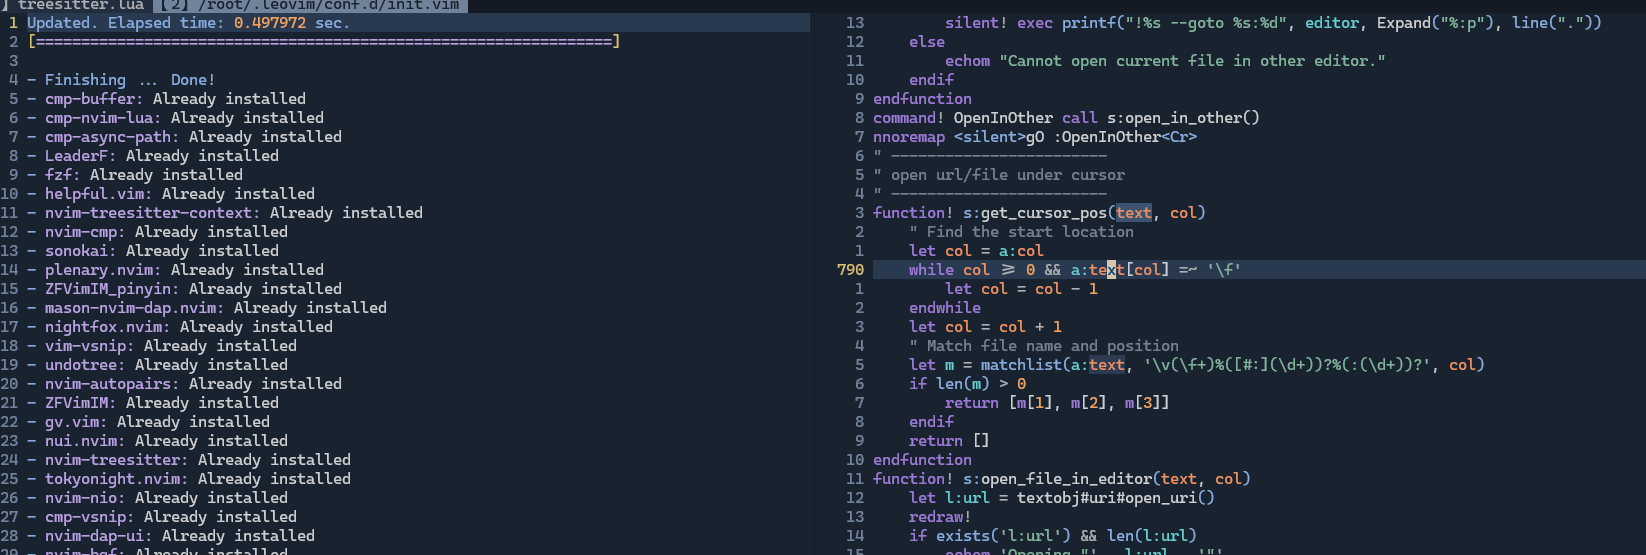 】treesitter.lua 【2】/root/.leovim/conf.d/init.vim
1 Updated. Elapsed time: 0.497972 sec.
2 [================================================================]
3
4 - Finishing ... Done!
5 - cmp-buffer: Already installed
6 - cmp-nvim-lua: Already installed
7 - cmp-async-path: Already installed
8 - LeaderF: Already installed
9 - fzf: Already installed
10 - helpful.vim: Already installed
11 - nvim-treesitter-context: Already installed
12 - nvim-cmp: Already installed
13 - sonokai: Already installed
14 - plenary.nvim: Already installed
15 - ZFVimIM_pinyin: Already installed
16 - mason-nvim-dap.nvim: Already installed
17 - nightfox.nvim: Already installed
18 - vim-vsnip: Already installed
19 - undotree: Already installed
20 - nvim-autopairs: Already installed
21 - ZFVimIM: Already installed
22 - gv.vim: Already installed
23 - nui.nvim: Already installed
24 - nvim-treesitter: Already installed
25 - tokyonight.nvim: Already installed
26 - nvim-nio: Already installed
27 - cmp-vsnip: Already installed
28 - nvim-dap-ui: Already installed
29 - nvim-bqf: Already installed
13 silent! exec printf("!%s --goto %s:%d", editor, Expand("%:p"), line("."))
12 else
11 echom "Cannot open current file in other editor."
10 endif
9 endfunction
8 command! OpenInOther call s:open_in_other()
7 nnoremap <silent>gO :OpenInOther<Cr>
6 " ------------------------
5 " open url/file under cursor
4 " ------------------------
3 function! s:get_cursor_pos(text, col)
2 " Find the start location
1 let col = a:col
790 while col >= 0 && a:text[col] =~ '\f'
1 let col = col - 1
2 endwhile
3 let col = col + 1
4 " Match file name and position
5 let m = matchlist(a:text, '\v(\f+)%([#:](\d+))?%(:(\d+))?', col)
6 if len(m) > 0
7 return [m[1], m[2], m[3]]
8 endif
9 return []
10 endfunction
11 function! s:open_file_in_editor(text, col)
12 let l:url = textobj#uri#open_uri()
13 redraw!
14 if exists('l:url') && len(l:url)
15 echom 'Opening "' . l:url . '"'